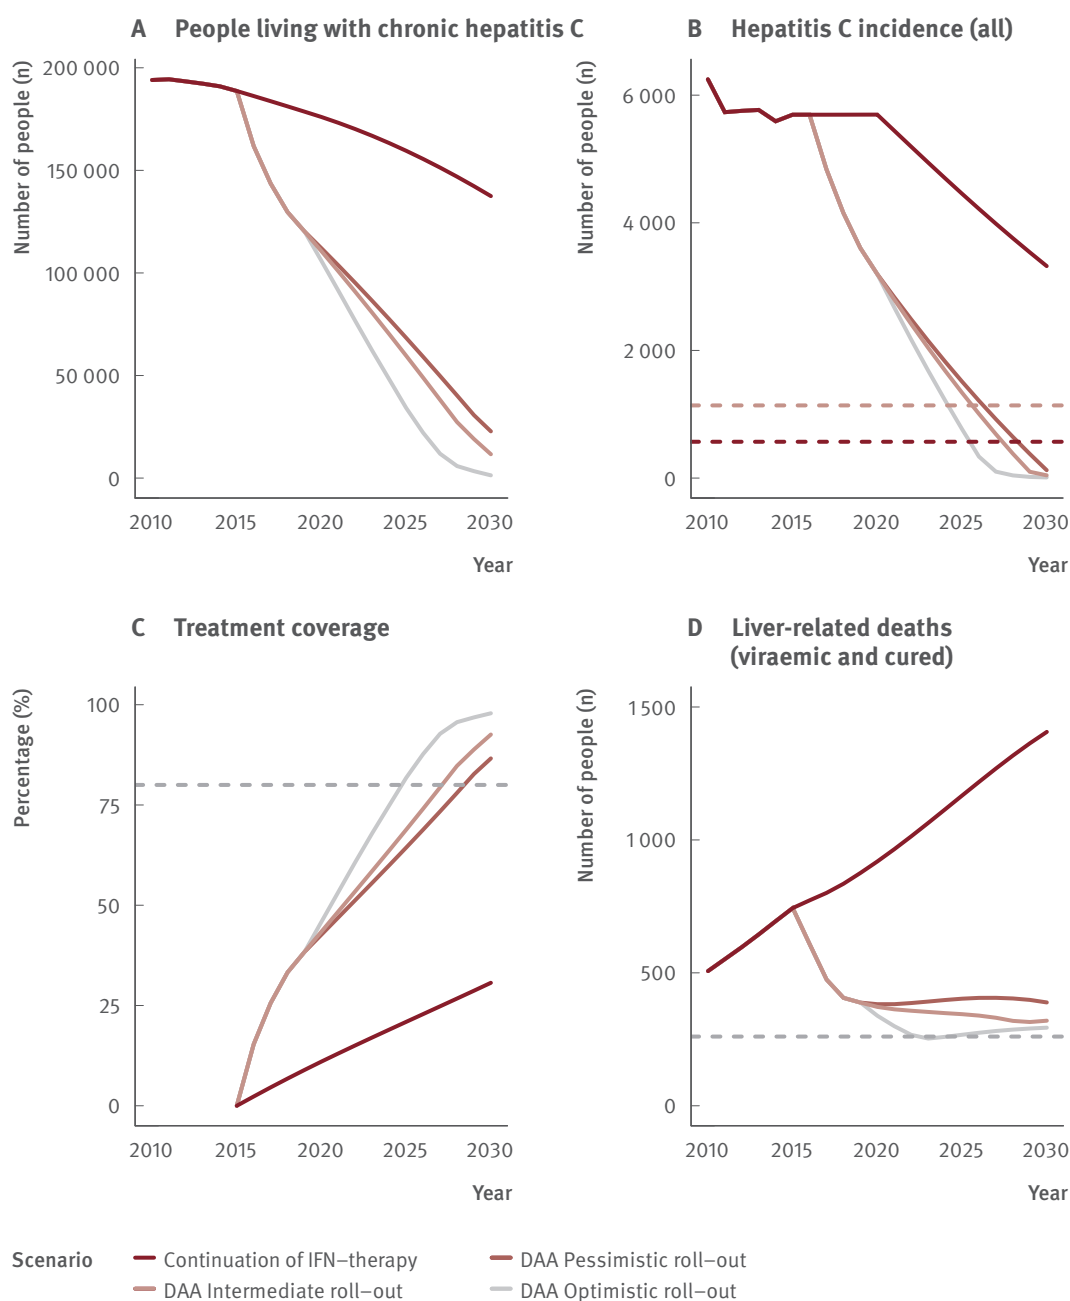 A People living with chronic hepatitis C
Number of people (n)
200 000
150 000
100 000
50 000
0
2010 2015 2020 2025 2030
Year
B Hepatitis C incidence (all)
Number of people (n)
6 000
4 000
2 000
0
2010 2015 2020 2025 2030
Year
C Treatment coverage
Percentage (%)
100
75
50
25
0
2010 2015 2020 2025 2030
Year
D Liver-related deaths
(viraemic and cured)
Number of people (n)
1 500
1 000
500
0
2010 2015 2020 2025 2030
Year
Scenario
Continuation of IFN–therapy
DAA Pessimistic roll–out
DAA Intermediate roll–out
DAA Optimistic roll–out